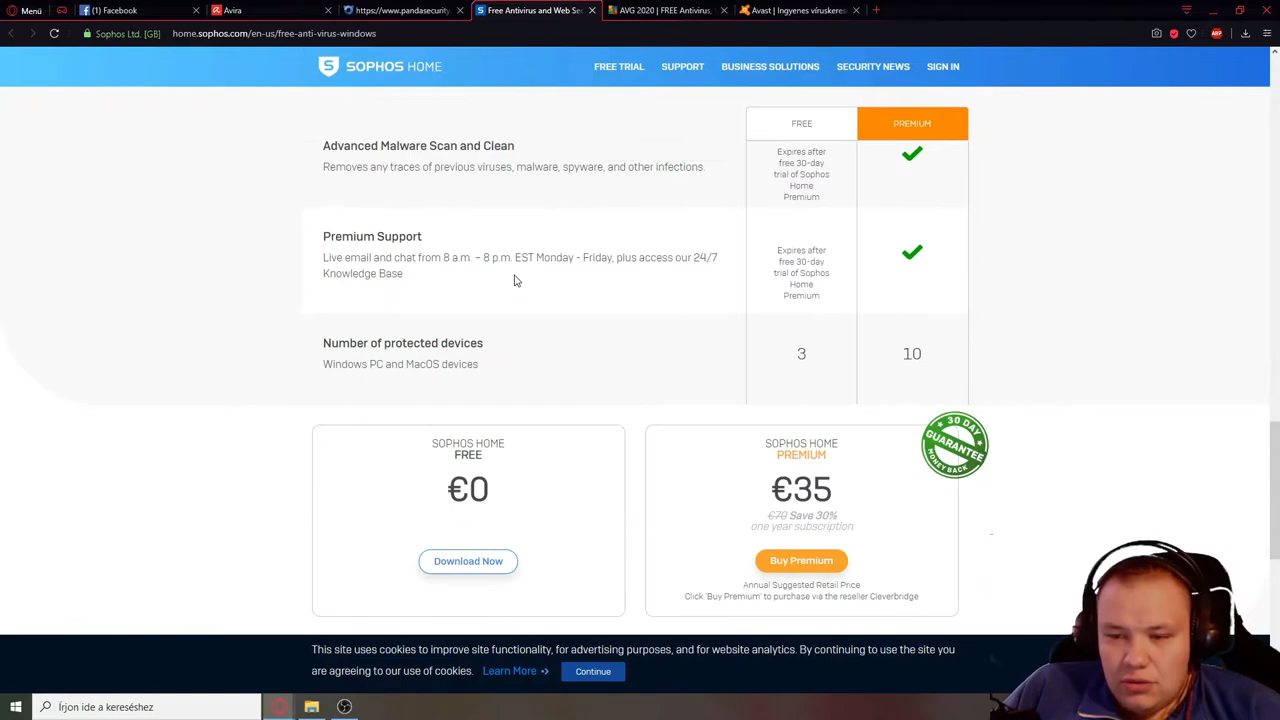 Menü
Facebook
Avira
https://www.pandasecurity
Free Antivirus and Web Sec
AVG 2020 | FREE Antivirus,
Avast | Ingyenes víruskeres
Sophos Ltd. [GB]
home.sophos.com/en-us/free-anti-virus-windows
ABP
S SOPHOS HOME
FREE TRIAL
SUPPORT
BUSINESS SOLUTIONS
SECURITY NEWS
SIGN IN
FREE
PREMIUM
Advanced Malware Scan and Clean
Removes any traces of previous viruses, malware, spyware, and other infections.
Expires after
free 30-day
trial of Sophos
Home
Premium
Premium Support
Live email and chat from 8 a.m. – 8 p.m. EST Monday - Friday, plus access our 24/7
Knowledge Base
Expires after
free 30-day
trial of Sophos
Home
Premium
Number of protected devices
Windows PC and MacOS devices
3
10
SOPHOS HOME
FREE
€0
Download Now
SOPHOS HOME
PREMIUM
€35
€70 Save 30%
one year subscription
Buy Premium
Annual Suggested Retail Price
Click 'Buy Premium' to purchase via the reseller Cleverbridge
30 DAY
GUARANTEE
MONEY BACK
This site uses cookies to improve site functionality, for advertising purposes, and for website analytics. By continuing to use the site you
are agreeing to our use of cookies. Learn More
Continue
Írjon ide a kereséshez